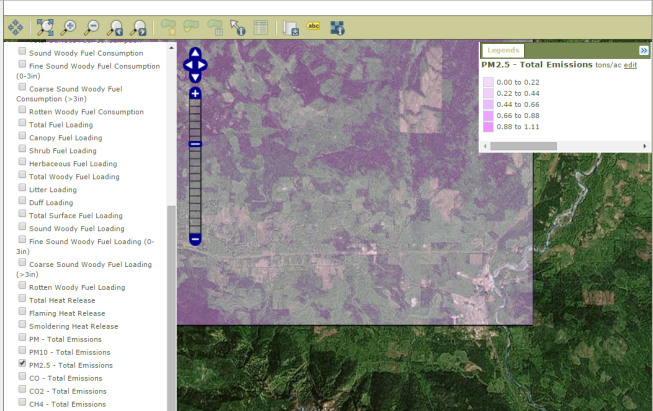 abc
Sound Woody Fuel Consumption
Fine Sound Woody Fuel Consumption
(0-3in)
Coarse Sound Woody Fuel
Consumption (>3in)
Rotten Woody Fuel Consumption
Total Fuel Loading
Canopy Fuel Loading
Shrub Fuel Loading
Herbaceous Fuel Loading
Total Woody Fuel Loading
Litter Loading
Duff Loading
Total Surface Fuel Loading
Sound Woody Fuel Loading
Fine Sound Woody Fuel Loading (0-
3in)
Coarse Sound Woody Fuel Loading
(>3in)
Rotten Woody Fuel Loading
Total Heat Release
Flaming Heat Release
Smoldering Heat Release
PM - Total Emissions
PM10 - Total Emissions
PM2.5 - Total Emissions
CO - Total Emissions
CO2 - Total Emissions
CH4 - Total Emissions
Legends
PM2.5 - Total Emissions tons/ac edit
0.00 to 0.22
0.22 to 0.44
0.44 to 0.66
0.66 to 0.88
0.88 to 1.11